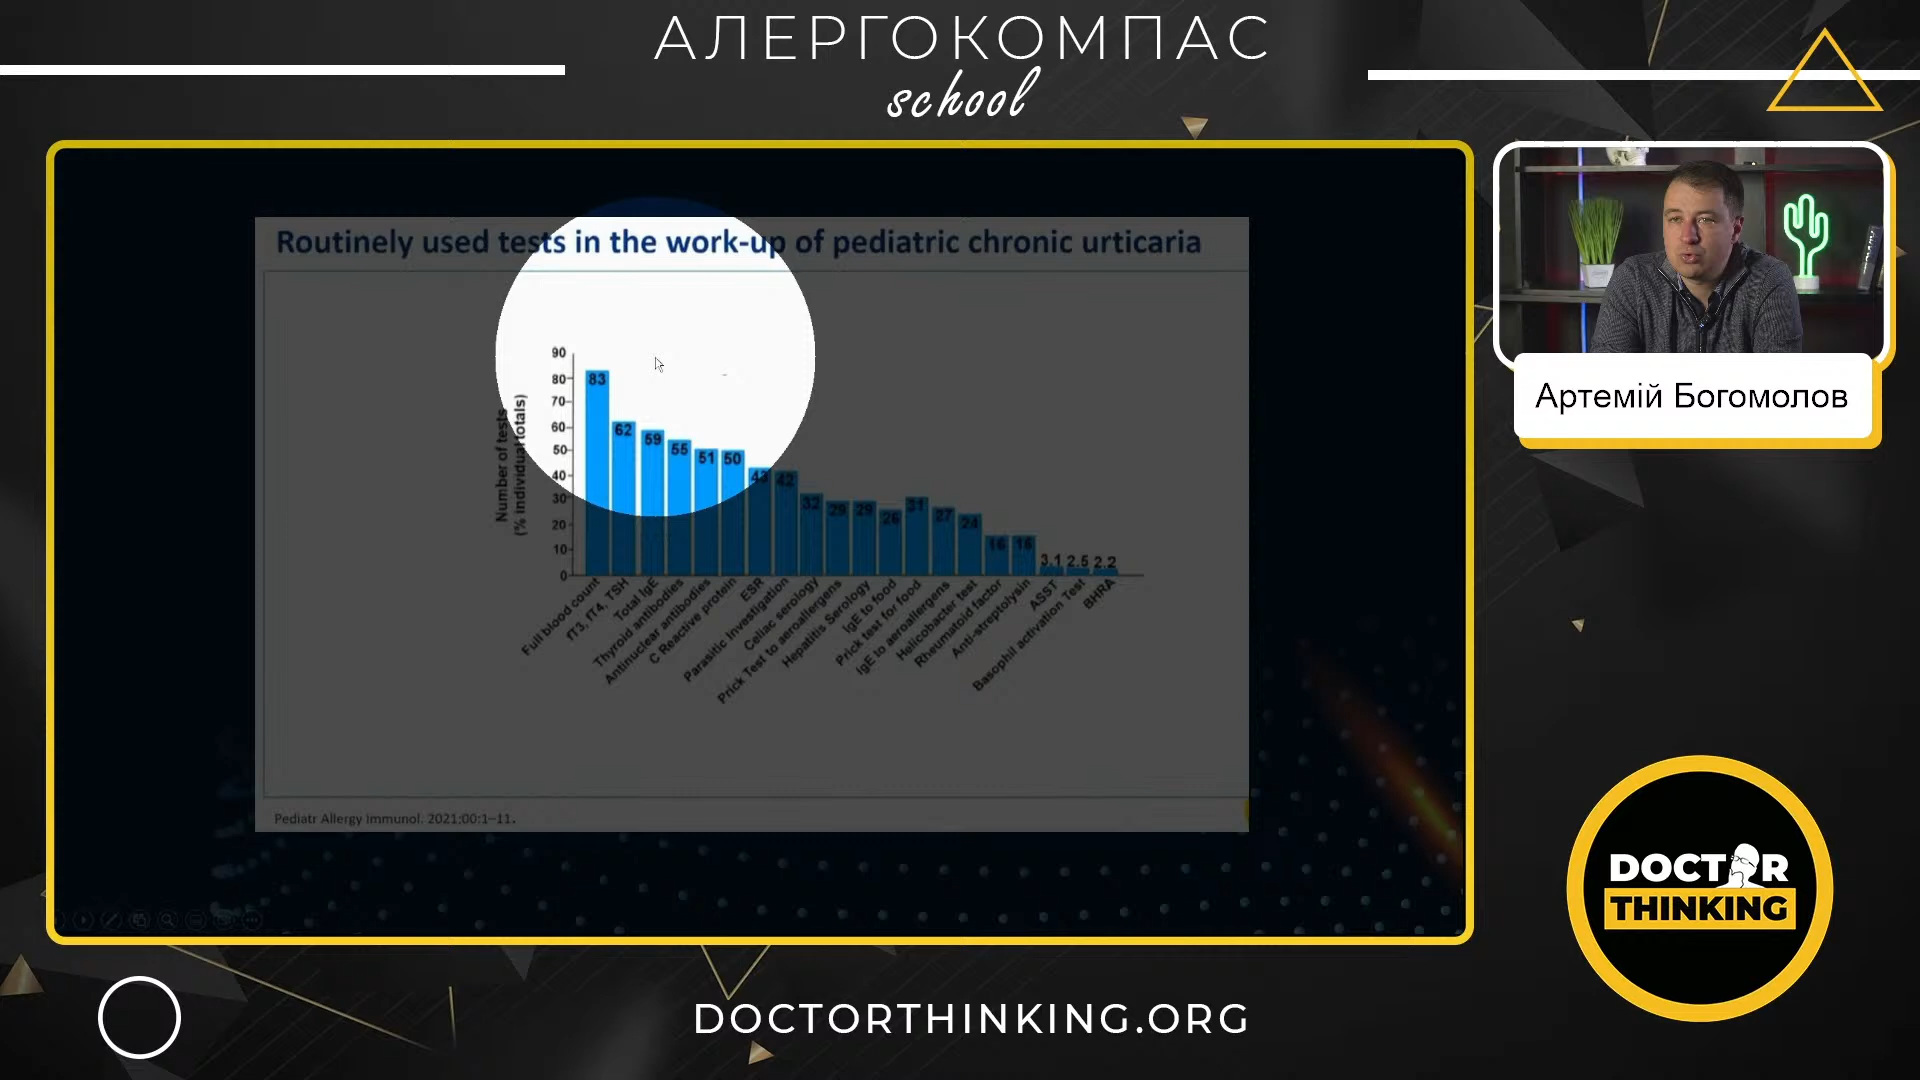 АЛЕРГОКОМПАС
school
Routinely used tests in the work-up of pediatric chronic urticaria
Number of tests
(% individual totals)
90
80
70
60
50
40
30
20
10
0
83
62
59
55
51
50
43
42
32
29
29
26
31
27
24
16
16
3.1
2.5
2.2
Full blood count
fT3, fT4, TSH
Total IgE
Thyroid antibodies
Antinuclear antibodies
C Reactive protein
ESR
Parasitic Investigation
Celiac serology
Prick Test to aeroallergens
Hepatitis Serology
IgE to food
Prick test for food
IgE to aeroallergens
Helicobacter test
Rheumatoid factor
Anti-streptolysin
ASST
Basophil activation Test
BHRA
Pediatr Allergy Immunol. 2021;00:1–11.
Артемій Богомолов
DOCTOR
THINKING
DOCTORTHINKING.ORG